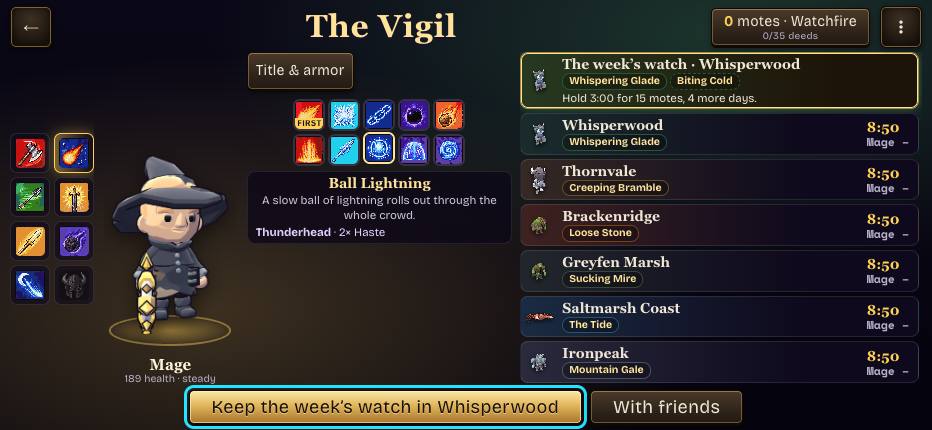 ←
The Vigil
0 motes · Watchfire
0/35 deeds
Title & armor
FIRST
Ball Lightning
A slow ball of lightning rolls out through the
whole crowd.
Thunderhead · 2× Haste
Mage
189 health · steady
The week's watch · Whisperwood
Whispering Glade Biting Cold
Hold 3:00 for 15 motes, 4 more days.
Whisperwood 8:50
Whispering Glade Mage –
Thornvale 8:50
Creeping Bramble Mage –
Brackenridge 8:50
Loose Stone Mage –
Greyfen Marsh 8:50
Sucking Mire Mage –
Saltmarsh Coast 8:50
The Tide Mage –
Ironpeak 8:50
Mountain Gale Mage –
Keep the week's watch in Whisperwood
With friends